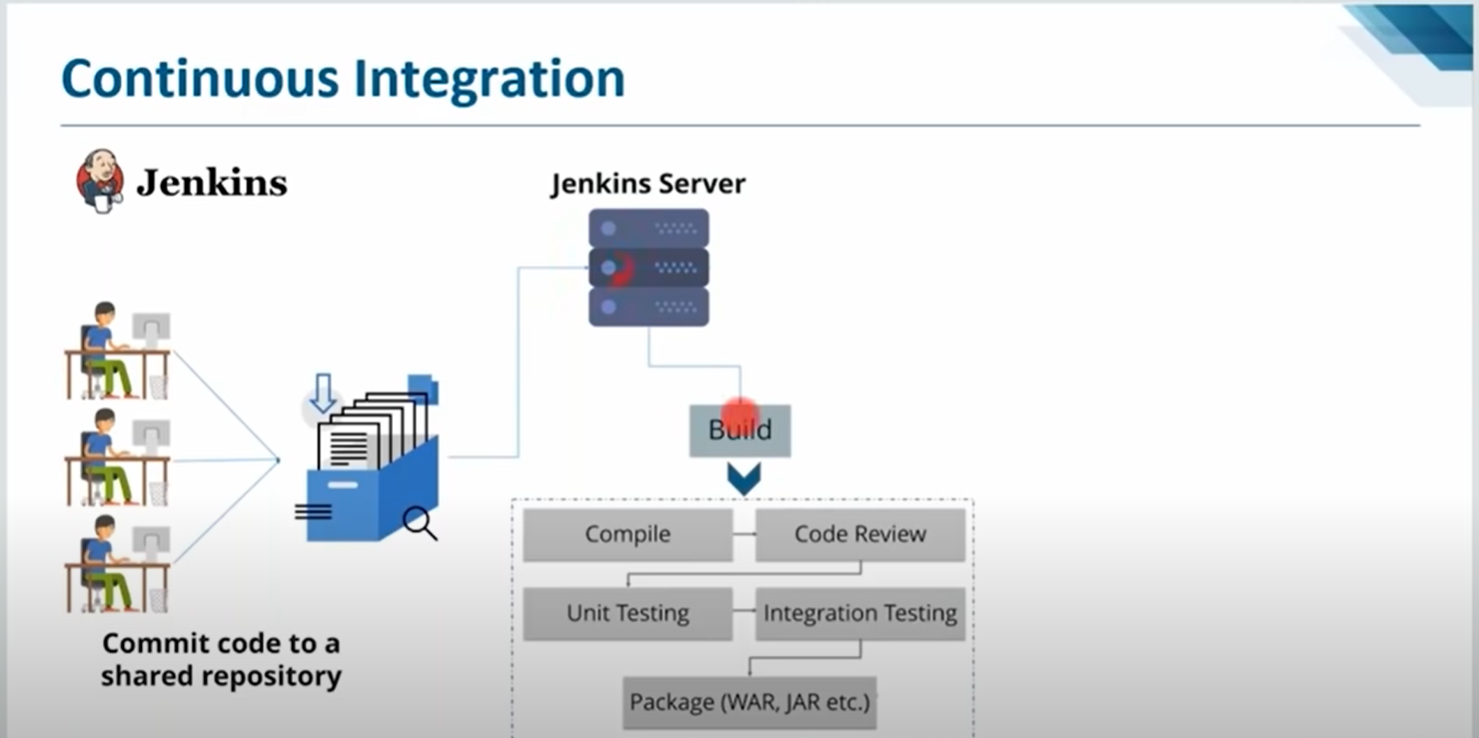 Continuous Integration
Jenkins
Jenkins Server
Build
Compile
Code Review
Unit Testing
Integration Testing
Package (WAR, JAR etc.)
Commit code to a
shared repository